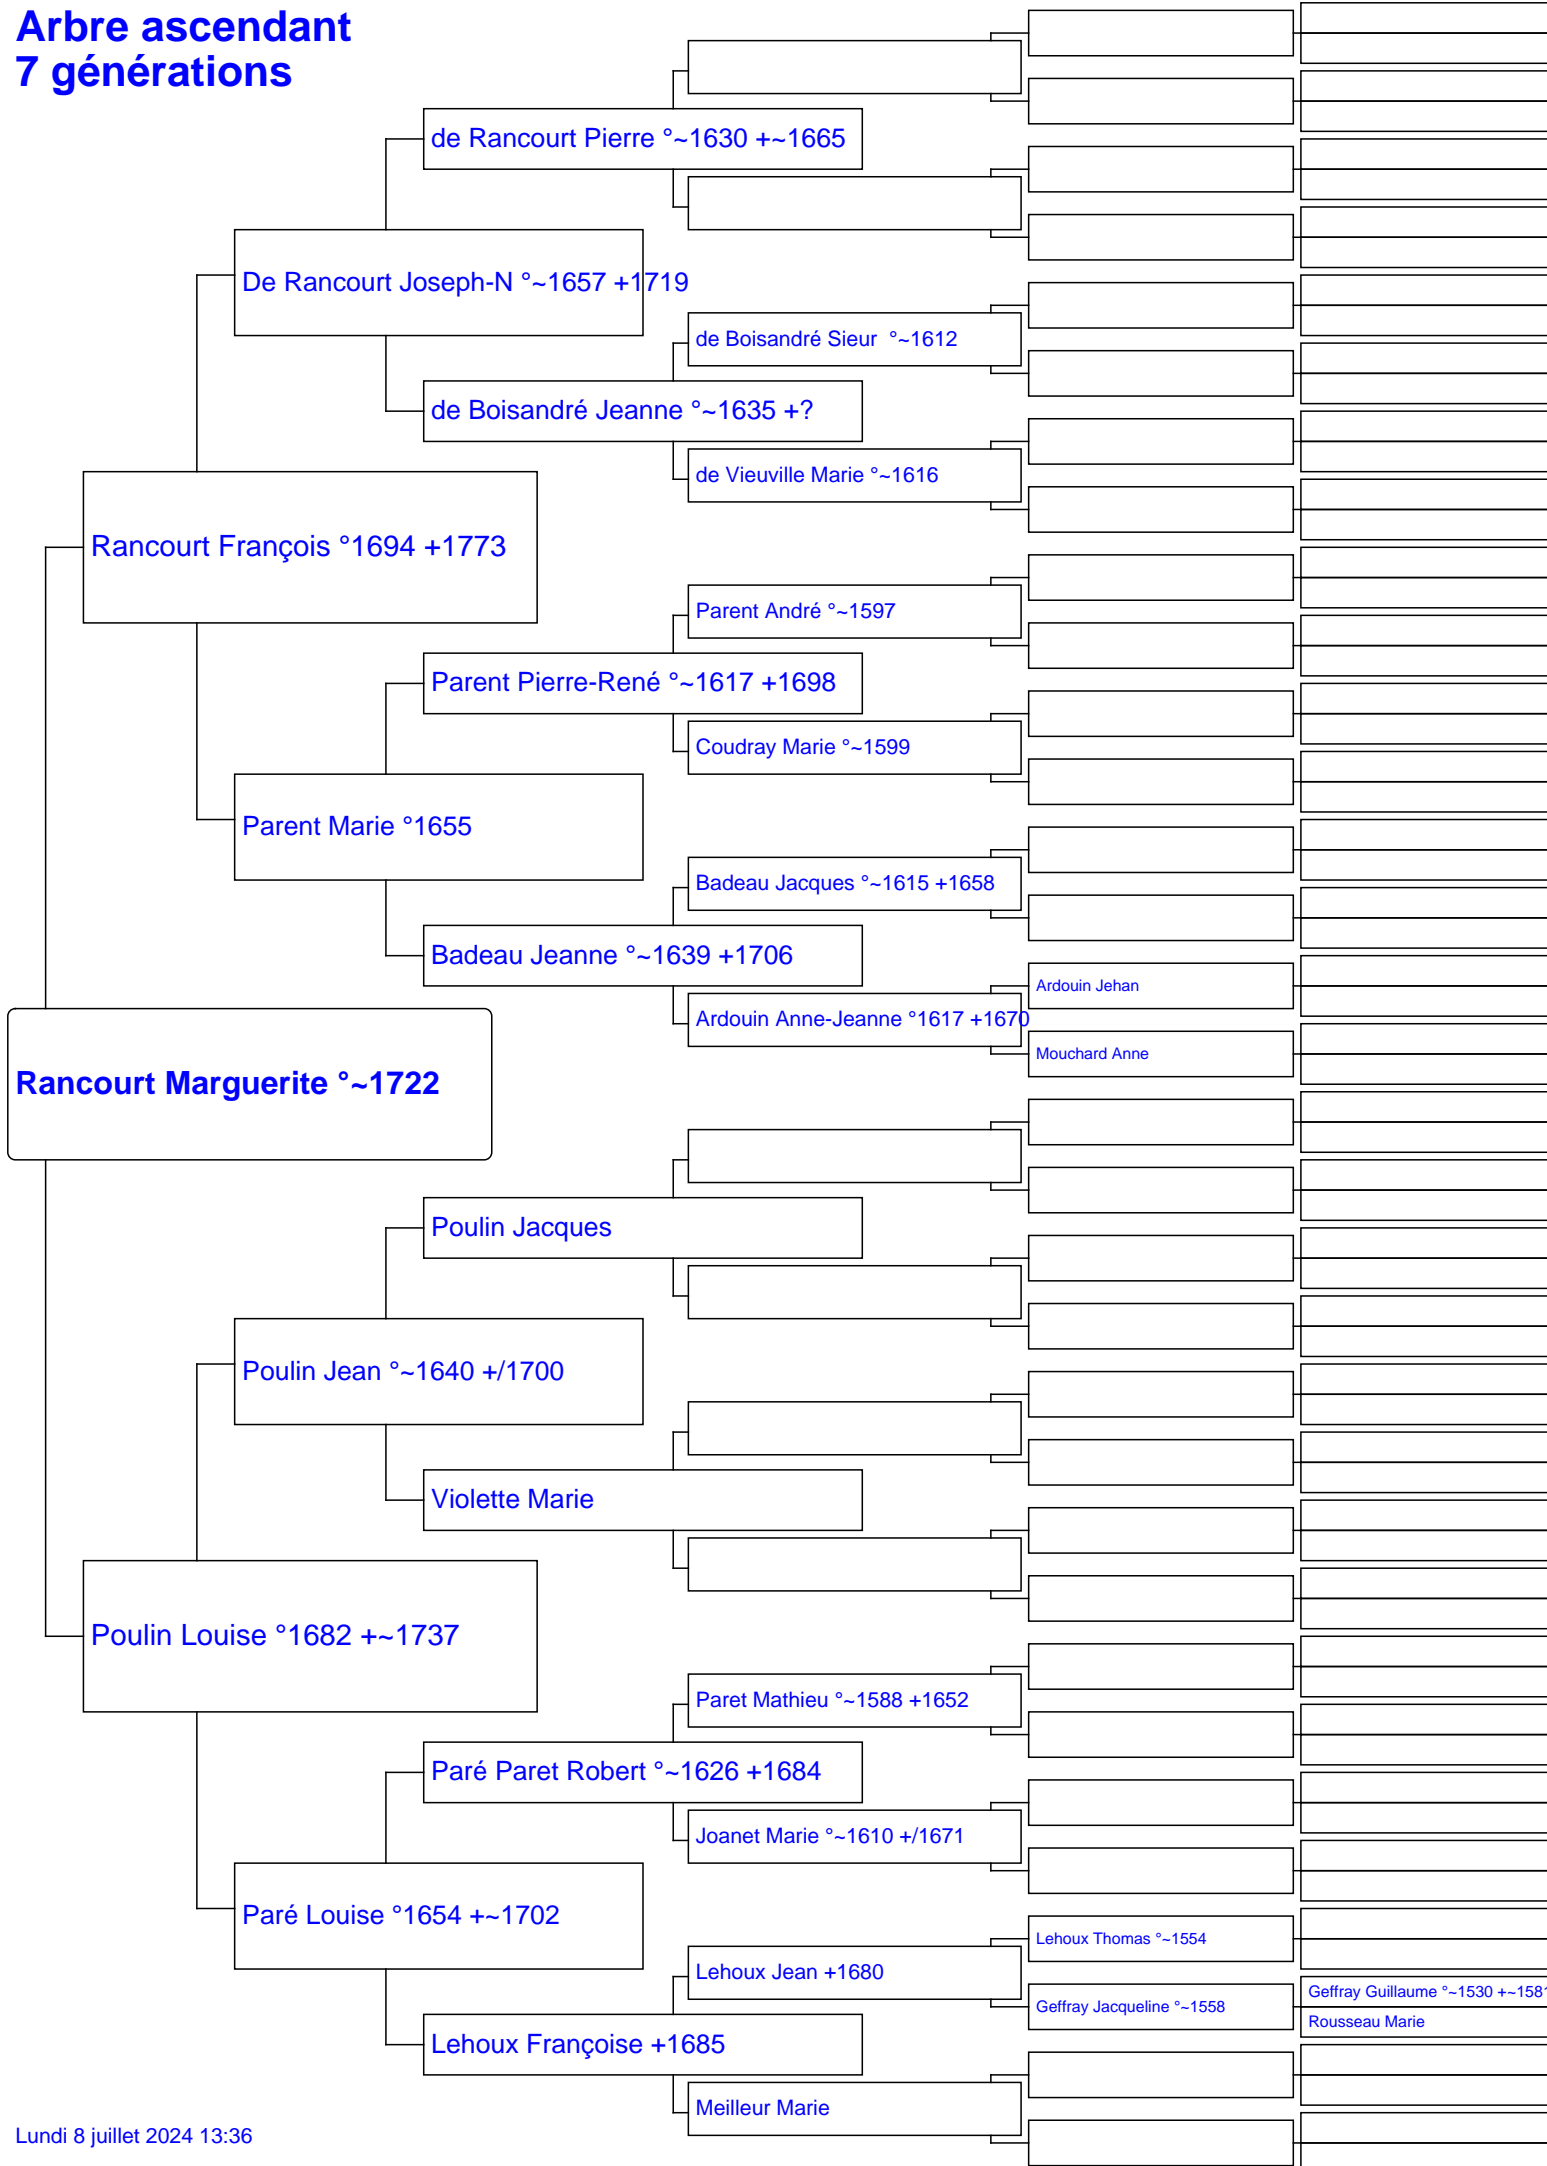 Arbre ascendant
7 générations
de Rancourt Pierre °~1630 +~1665
De Rancourt Joseph-N °~1657 +1719
de Boisandré Sieur  °~1612
de Boisandré Jeanne °~1635 +?
de Vieuville Marie °~1616
Rancourt François °1694 +1773
Parent André °~1597
Parent Pierre-René °~1617 +1698
Coudray Marie °~1599
Parent Marie °1655
Badeau Jacques °~1615 +1658
Badeau Jeanne °~1639 +1706
Ardouin Jehan
Ardouin Anne-Jeanne °1617 +1670
Mouchard Anne
Rancourt Marguerite °~1722
Poulin Jacques
Poulin Jean °~1640 +/1700
Violette Marie
Poulin Louise °1682 +~1737
Paret Mathieu °~1588 +1652
Paré Paret Robert °~1626 +1684
Joanet Marie °~1610 +/1671
Paré Louise °1654 +~1702
Lehoux Thomas °~1554
Lehoux Jean +1680
Geffray Guillaume °~1530 +~1581
Geffray Jacqueline °~1558
Rousseau Marie
Lehoux Françoise +1685
Meilleur Marie
Lundi 8 juillet 2024 13:36